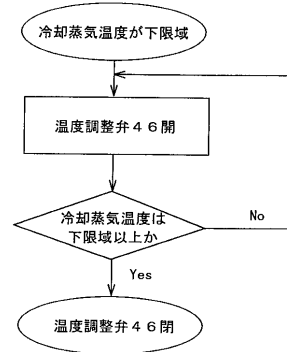 冷却蒸気温度が下限域
温度調整弁４６開
冷却蒸気温度は
下限域以上か
No
Yes
温度調整弁４６閉